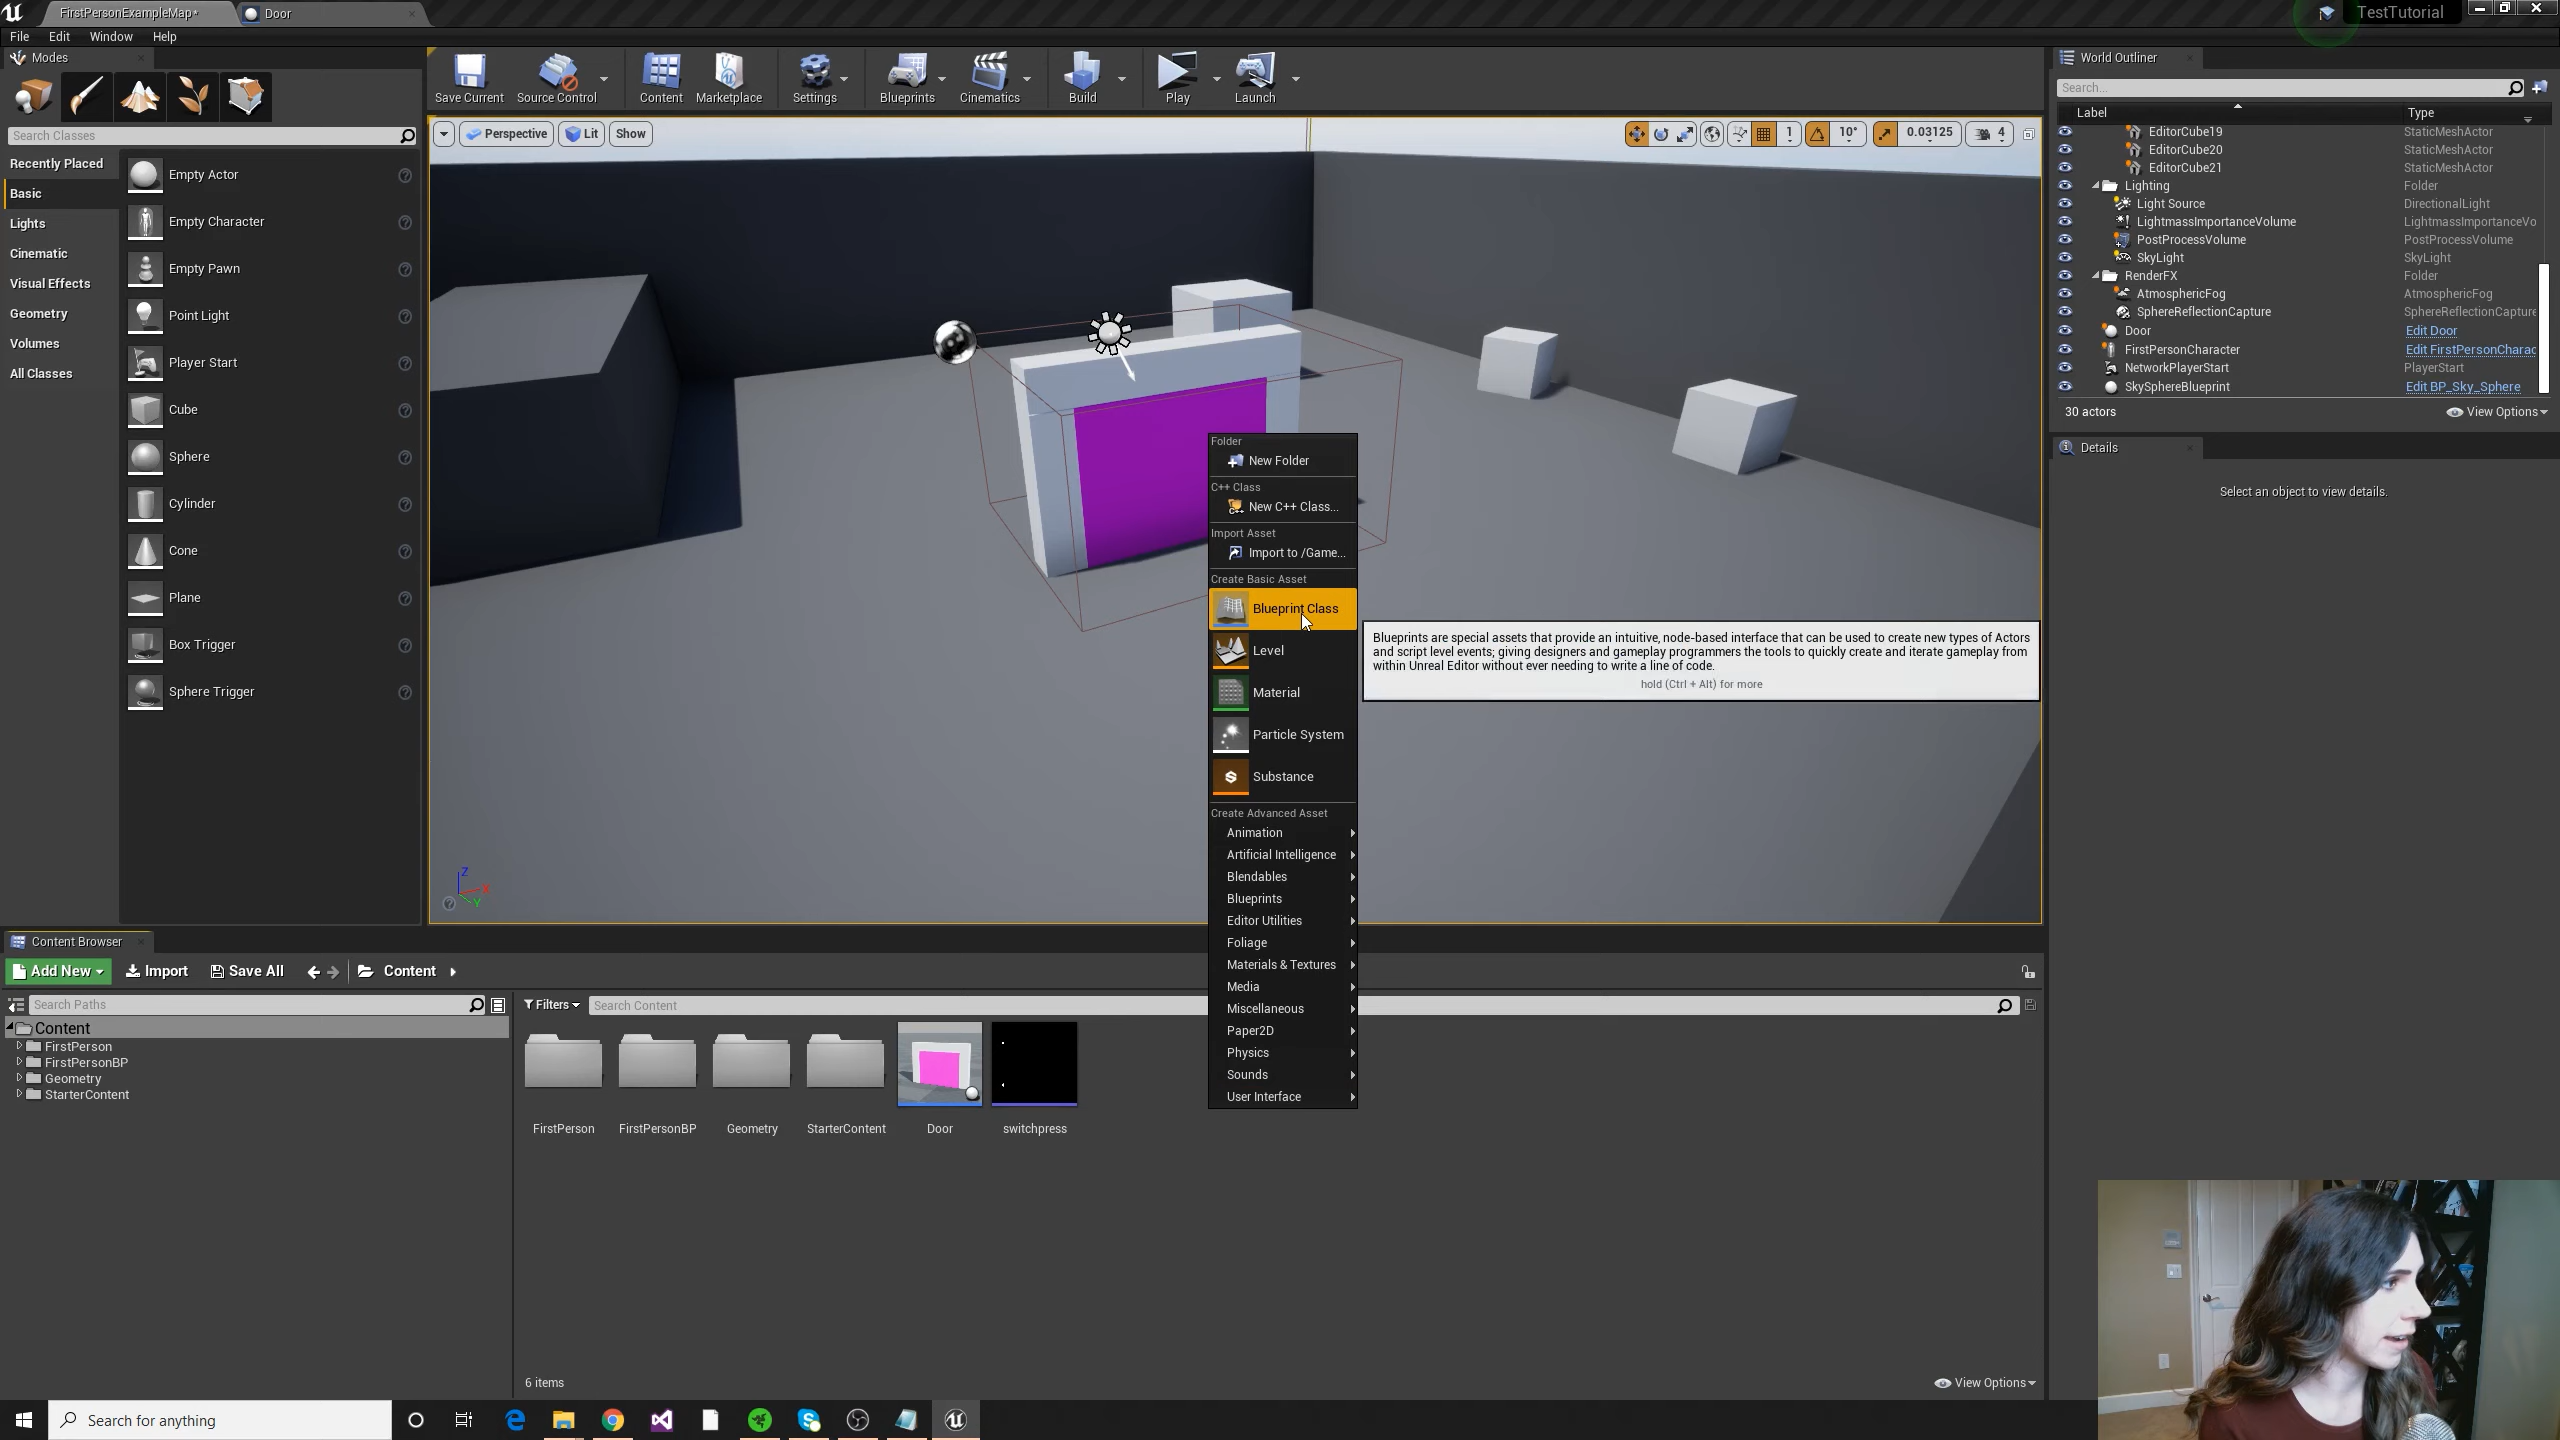 FirstPersonExampleMap*
Door
TestTutorial
File Edit Window Help
Modes
Search Classes
Recently Placed
Basic
Lights
Cinematic
Visual Effects
Geometry
Volumes
All Classes
Empty Actor
Empty Character
Empty Pawn
Point Light
Player Start
Cube
Sphere
Cylinder
Cone
Plane
Box Trigger
Sphere Trigger
Save Current
Source Control
Content
Marketplace
Settings
Blueprints
Cinematics
Build
Play
Launch
Perspective
Lit
Show
1
10°
0.03125
4
Z
X
Y
Folder
New Folder
C++ Class
New C++ Class...
Import Asset
Import to /Game...
Create Basic Asset
Blueprint Class
Level
Material
Particle System
Substance
Create Advanced Asset
Animation
Artificial Intelligence
Blendables
Blueprints
Editor Utilities
Foliage
Materials & Textures
Media
Miscellaneous
Paper2D
Physics
Sounds
User Interface
Blueprints are special assets that provide an intuitive, node-based interface that can be used to create new types of Actors
and script level events; giving designers and gameplay programmers the tools to quickly create and iterate gameplay from
within Unreal Editor without ever needing to write a line of code.
hold (Ctrl + Alt) for more
World Outliner
Search...
Label Type
EditorCube19 StaticMeshActor
EditorCube20 StaticMeshActor
EditorCube21 StaticMeshActor
Lighting Folder
Light Source DirectionalLight
LightmassImportanceVolume LightmassImportanceVo
PostProcessVolume PostProcessVolume
SkyLight SkyLight
RenderFX Folder
AtmosphericFog AtmosphericFog
SphereReflectionCapture SphereReflectionCapture
Door Edit Door
FirstPersonCharacter Edit FirstPersonCharac
NetworkPlayerStart PlayerStart
SkySphereBlueprint Edit BP_Sky_Sphere
30 actors
View Options
Details
Select an object to view details.
Content Browser
Add New
Import
Save All
Content
Search Paths
Content
FirstPerson
FirstPersonBP
Geometry
StarterContent
Filters
Search Content
FirstPerson
FirstPersonBP
Geometry
StarterContent
Door
switchpress
6 items
View Options
Search for anything